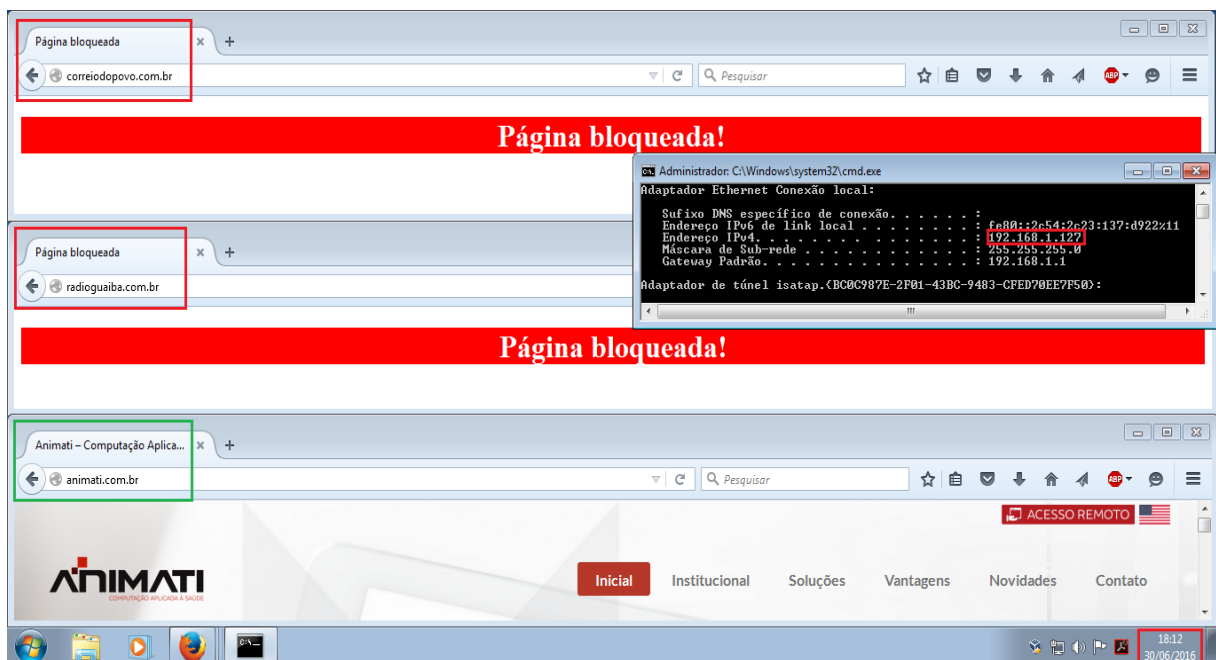 Página bloqueada
correiodopovo.com.br
Pesquisar
ABP
Página bloqueada!
Administrador: C:\Windows\system32\cmd.exe
Adaptador Ethernet Conexão local:
Sufixo DNS específico de conexão. . . . . . :
Endereço IPv6 de link local . . . . . . . . : fe80::2c54:2c23:137:d922%11
Endereço IPv4. . . . . . . . . . . . . . . : 192.168.1.127
Máscara de Sub-rede . . . . . . . . . . . . : 255.255.255.0
Gateway Padrão. . . . . . . . . . . . . . . : 192.168.1.1
Adaptador de túnel isatap.{BC0C987E-2F01-43BC-9483-CFED70EE7F50}:
Página bloqueada
radioguaiba.com.br
Página bloqueada!
Animati – Computação Aplica...
animati.com.br
Pesquisar
ABP
ACESSO REMOTO
ANIMATI
COMPUTAÇÃO APLICADA À SAÚDE
Inicial Institucional Soluções Vantagens Novidades Contato
18:12
30/06/2016